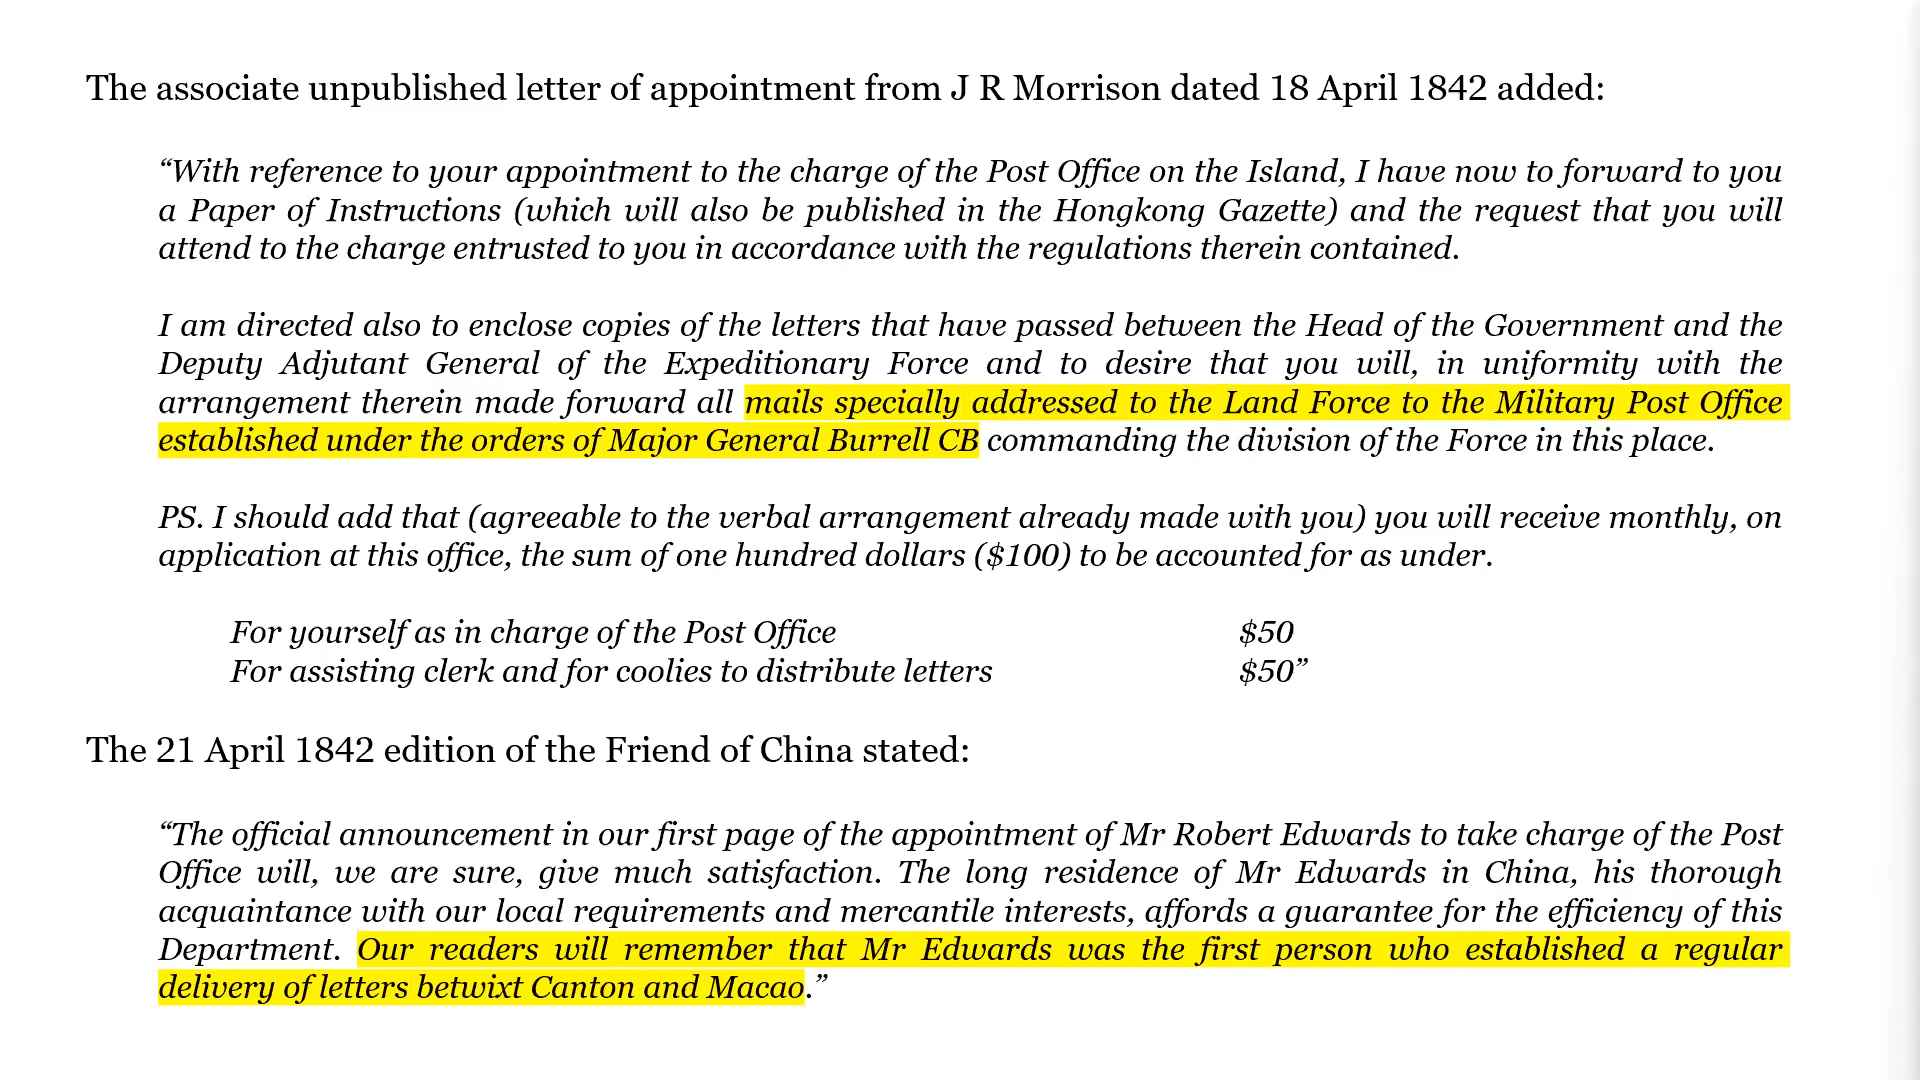 The associate unpublished letter of appointment from J R Morrison dated 18 April 1842 added:
“With reference to your appointment to the charge of the Post Office on the Island, I have now to forward to you
a Paper of Instructions (which will also be published in the Hongkong Gazette) and the request that you will
attend to the charge entrusted to you in accordance with the regulations therein contained.
I am directed also to enclose copies of the letters that have passed between the Head of the Government and the
Deputy Adjutant General of the Expeditionary Force and to desire that you will, in uniformity with the
arrangement therein made forward all mails specially addressed to the Land Force to the Military Post Office
established under the orders of Major General Burrell CB commanding the division of the Force in this place.
PS. I should add that (agreeable to the verbal arrangement already made with you) you will receive monthly, on
application at this office, the sum of one hundred dollars ($100) to be accounted for as under.
For yourself as in charge of the Post Office $50
For assisting clerk and for coolies to distribute letters $50”
The 21 April 1842 edition of the Friend of China stated:
“The official announcement in our first page of the appointment of Mr Robert Edwards to take charge of the Post
Office will, we are sure, give much satisfaction. The long residence of Mr Edwards in China, his thorough
acquaintance with our local requirements and mercantile interests, affords a guarantee for the efficiency of this
Department. Our readers will remember that Mr Edwards was the first person who established a regular
delivery of letters betwixt Canton and Macao.”